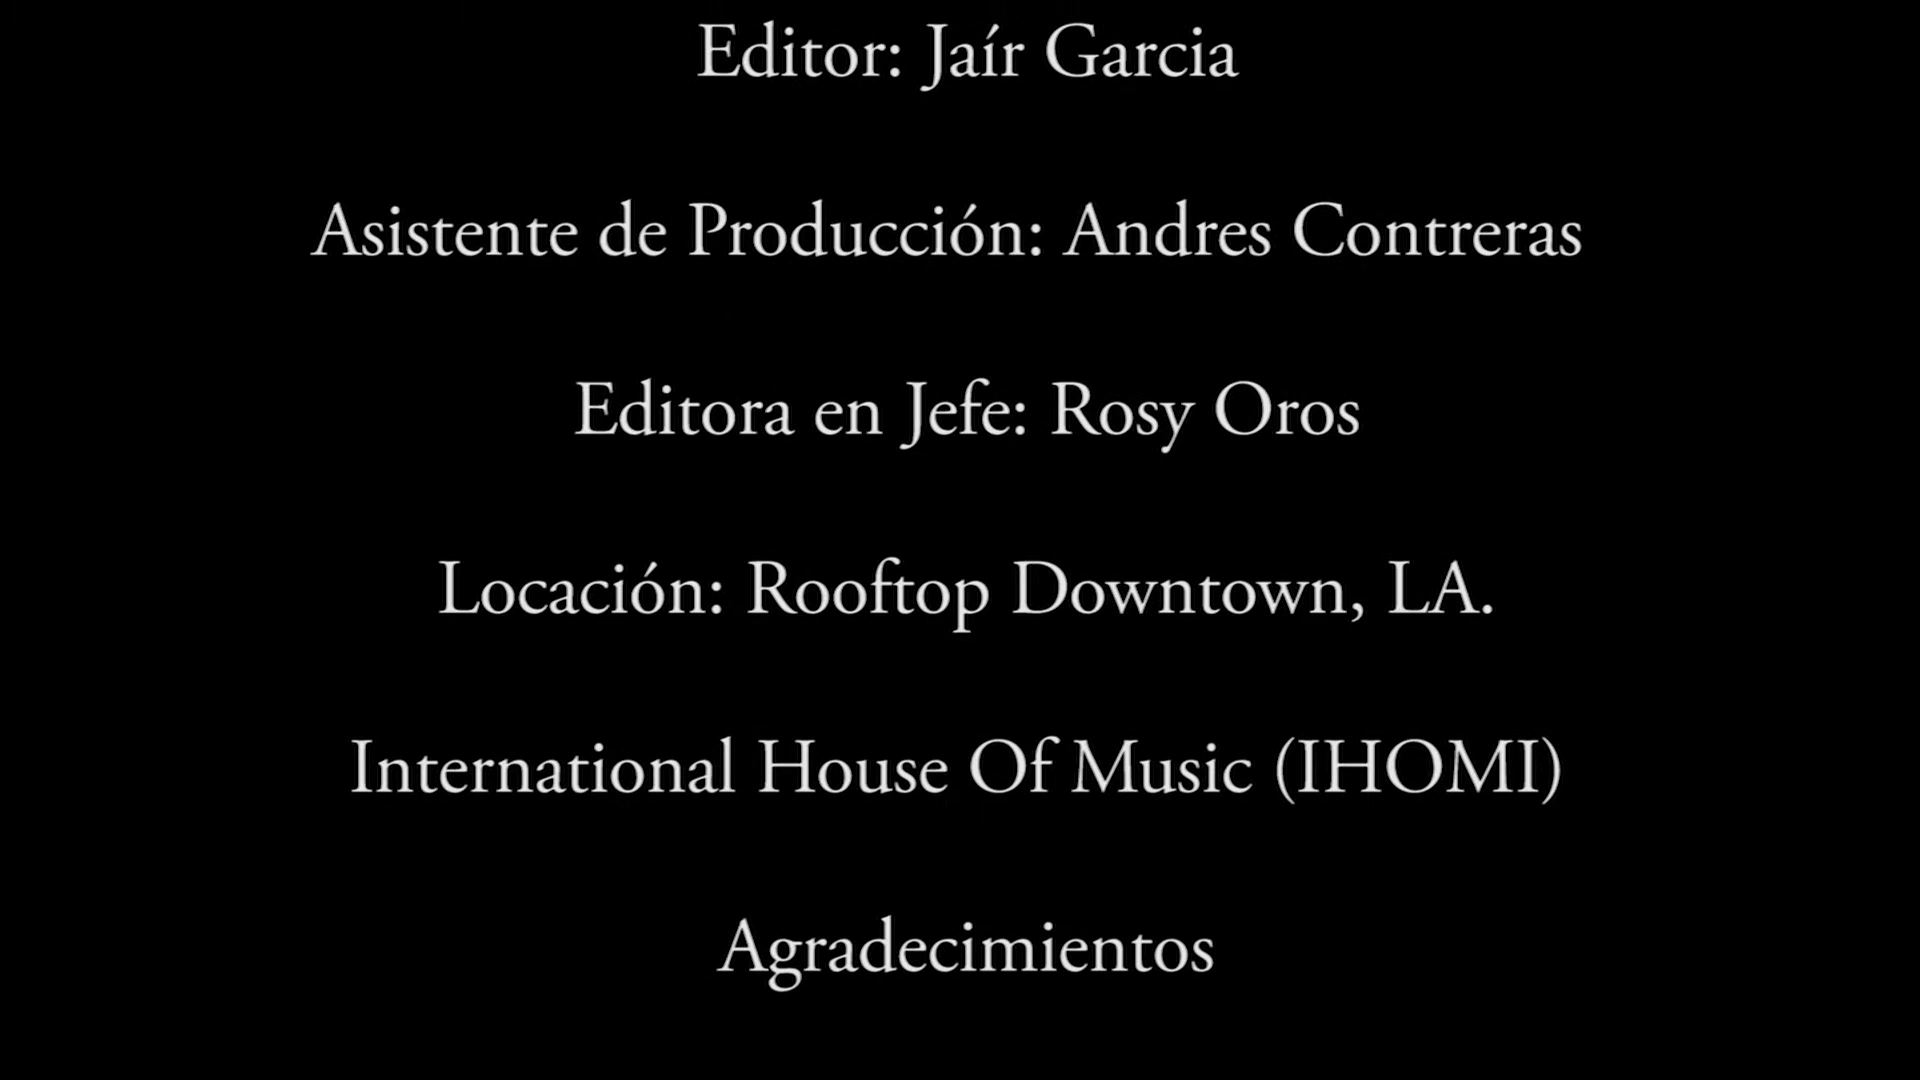 Editor: Jaír Garcia
Asistente de Producción: Andres Contreras
Editora en Jefe: Rosy Oros
Locación: Rooftop Downtown, LA.
International House Of Music (IHOMI)
Agradecimientos